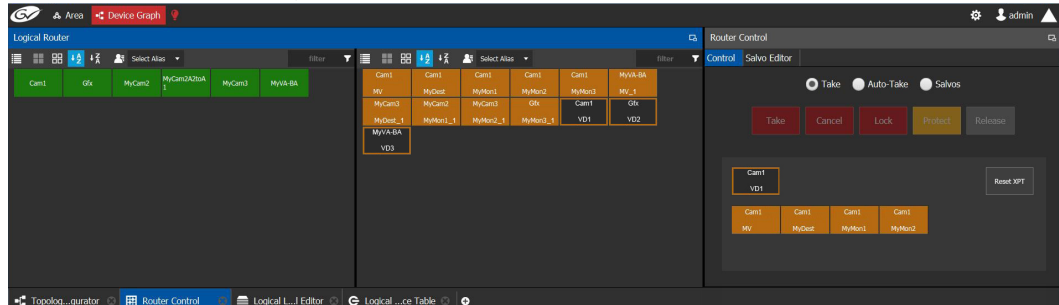 Area Device Graph admin
Logical Router
Router Control
Select Alias filter
Select Alias filter
Control Salvo Editor
Cam1 Gfx MyCam2 MyCam2A2toA1 MyCam3 MyVA-BA
Cam1 Cam1 Cam1 Cam1 Cam1 MyVA-BA
MV MyDest MyMon1 MyMon2 MyMon3 MV_1
MyCam3 MyCam2 MyCam3 Gfx Cam1 Gfx
MyDest_1 MyMon1_1 MyMon2_1 MyMon3_1 VD1 VD2
MyVA-BA
VD3
Take Auto-Take Salvos
Take Cancel Lock Protect Release
Cam1
VD1
Reset XPT
Cam1 Cam1 Cam1 Cam1
MV MyDest MyMon1
Topolog...gurator Router Control Logical L...l Editor Logical ...ce Table